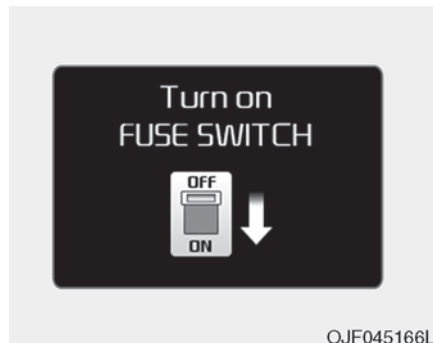 Turn on
FUSE SWITCH
OFF
ON
OJF045166L